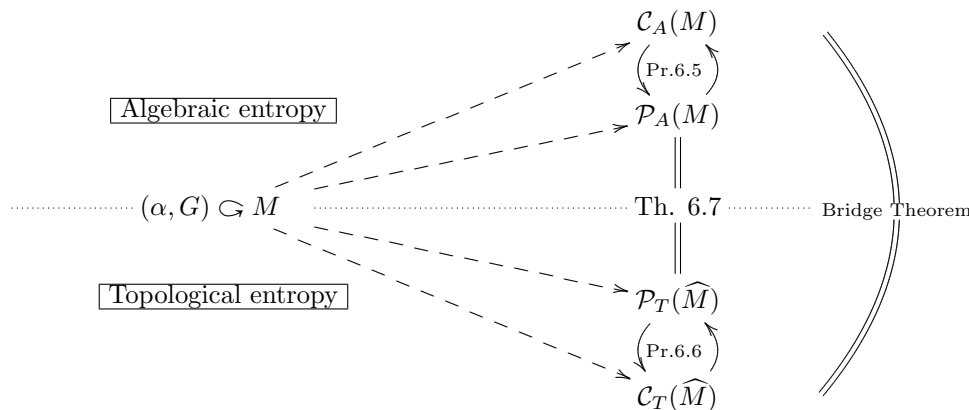 𝒞_A(M)
Pr.6.5
Algebraic entropy
𝒫_A(M)
(α, G) ⟳ M
Th. 6.7
Bridge Theorem
Topological entropy
𝒫_T(M̂)
Pr.6.6
𝒞_T(M̂)